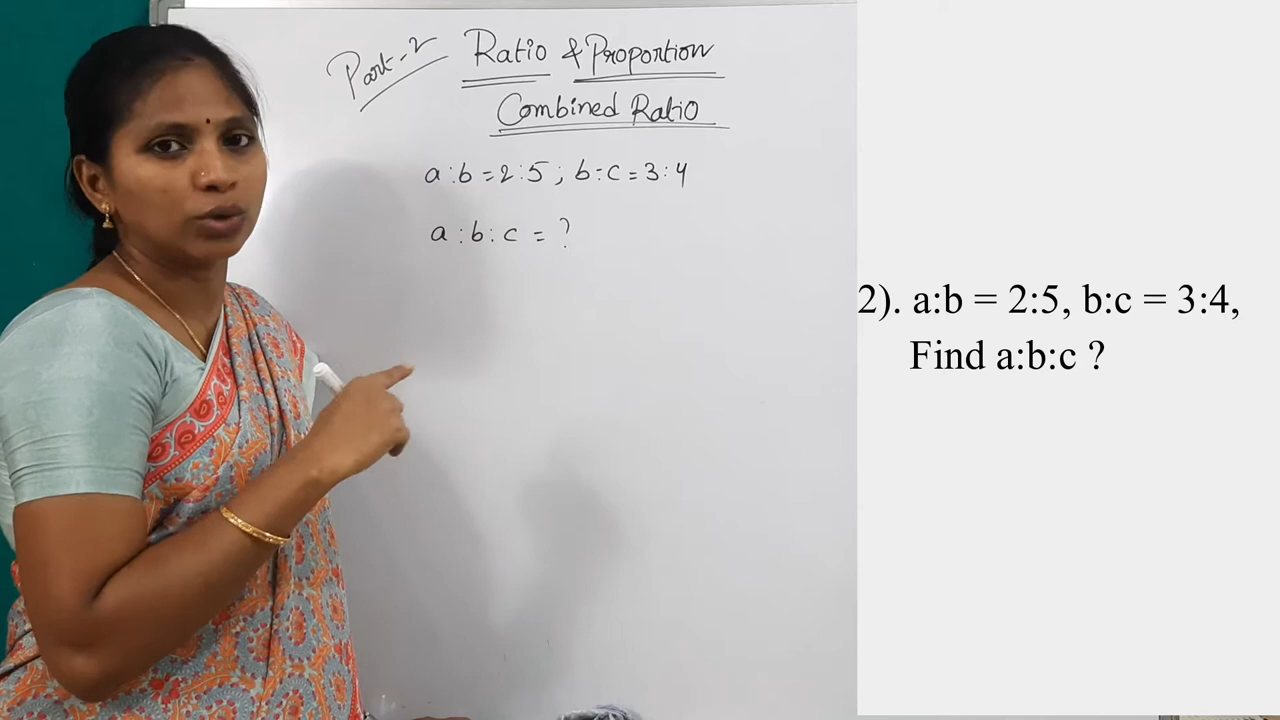 Part-2
Ratio & Proportion
Combined Ratio
a:b=2:5; b:c=3:4
a:b:c = ?
2). a:b = 2:5, b:c = 3:4,
Find a:b:c ?